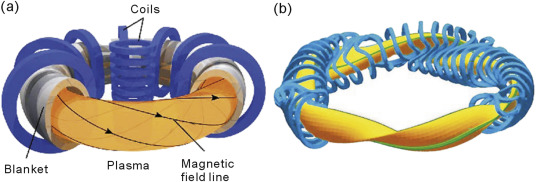 (a)
Coils
(b)
Blanket
Plasma
Magnetic
field line